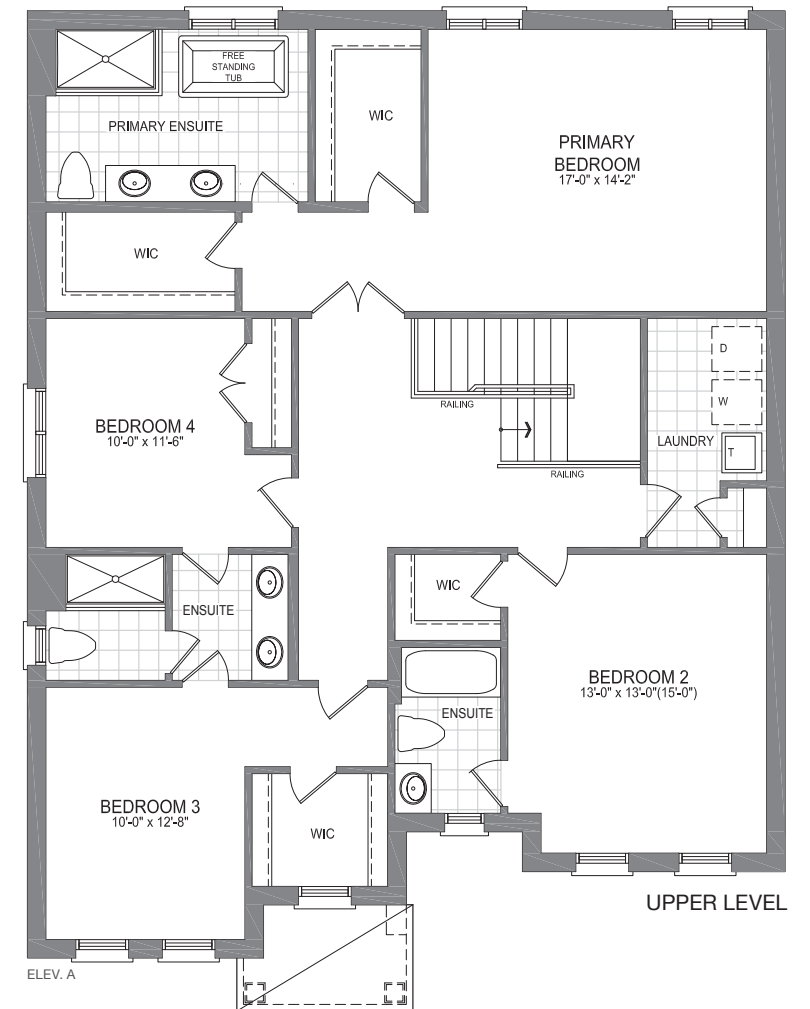 FREE
STANDING
TUB
PRIMARY ENSUITE
WIC
PRIMARY
BEDROOM
17'-0" x 14'-2"
WIC
D
W
T
LAUNDRY
RAILING
RAILING
BEDROOM 4
10'-0" x 11'-6"
ENSUITE
WIC
BEDROOM 2
13'-0" x 13'-0"(15'-0")
ENSUITE
BEDROOM 3
10'-0" x 12'-8"
WIC
UPPER LEVEL
ELEV. A